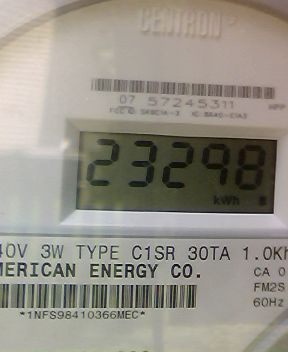 CENTRON
07 57245311
23298
kWh
40V 3W TYPE C1SR 30TA 1.0Kh
MERICAN ENERGY CO.
CA 0
FM2S
60Hz
*1NFS98410366MEC*